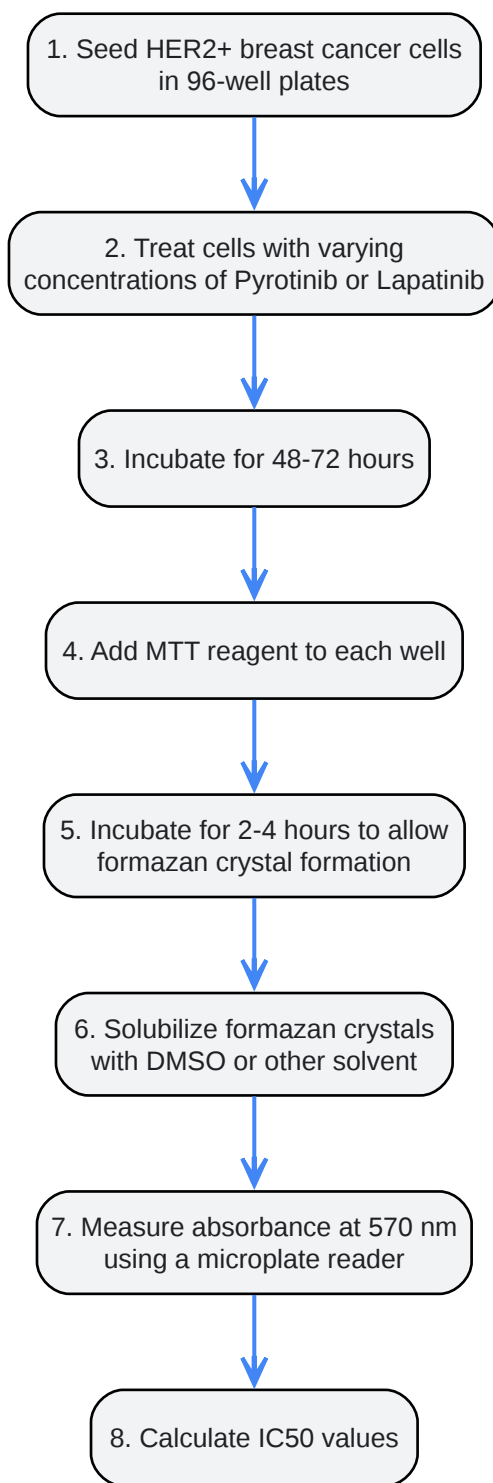 1. Seed HER2+ breast cancer cells
in 96-well plates
2. Treat cells with varying
concentrations of Pyrotinib or Lapatinib
3. Incubate for 48-72 hours
4. Add MTT reagent to each well
5. Incubate for 2-4 hours to allow
formazan crystal formation
6. Solubilize formazan crystals
with DMSO or other solvent
7. Measure absorbance at 570 nm
using a microplate reader
8. Calculate IC50 values